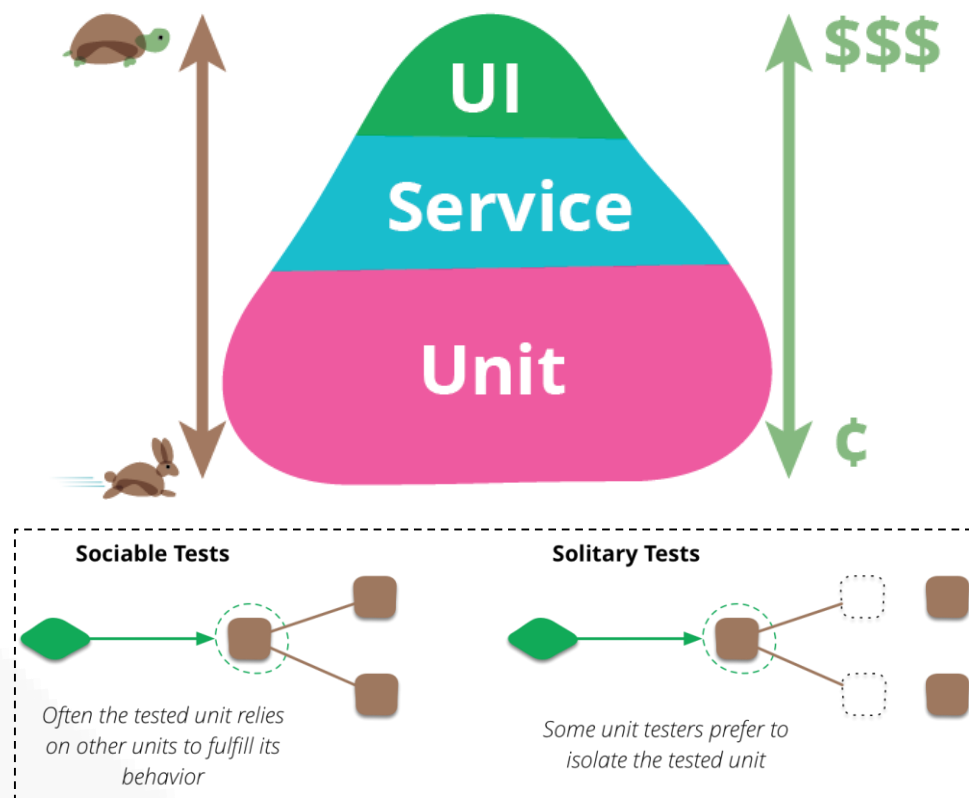 $$$
UI
Service
Unit
¢
Sociable Tests
Often the tested unit relies
on other units to fulfill its
behavior
Solitary Tests
Some unit testers prefer to
isolate the tested unit